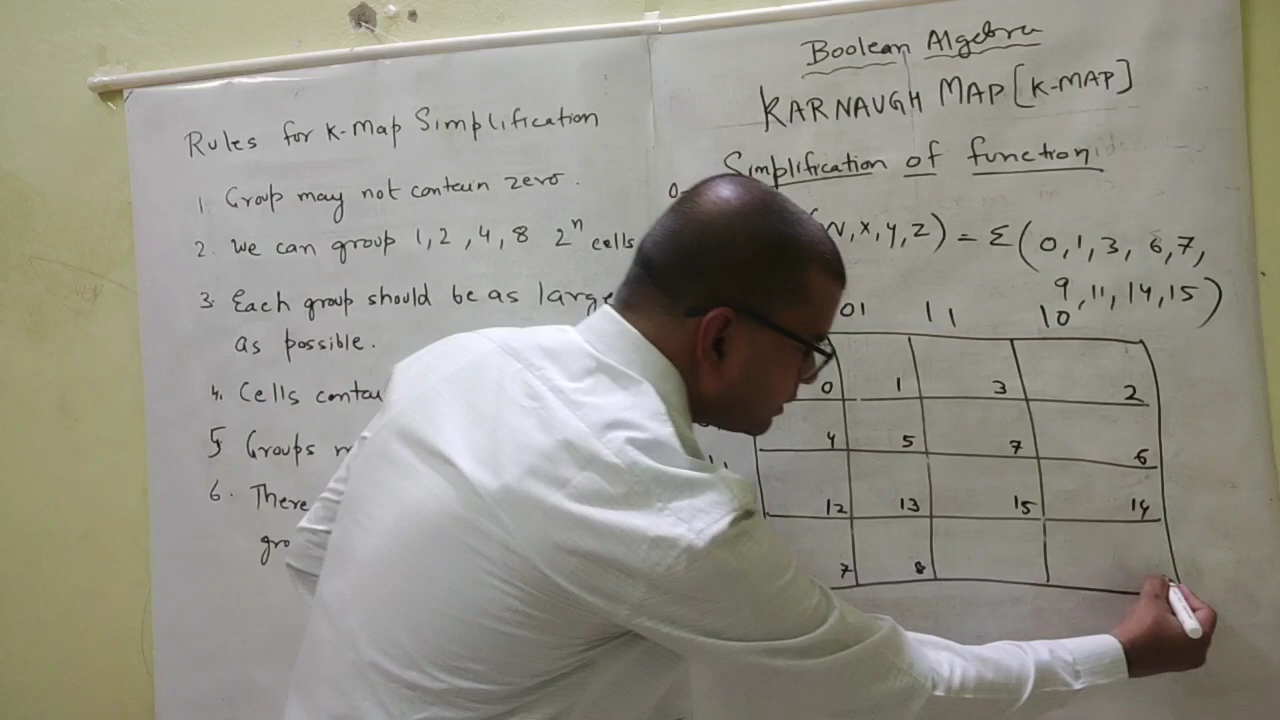 Rules for K-Map Simplification
1 Group may not contain zero.
2. We can group 1,2,4,8 2ⁿ cells
3. Each group should be as large
as possible.
4. Cells
5 Groups
6. There
Boolean Algebra
KARNAUGH MAP [K-MAP]
Simplification of function
W,X,Y,Z) = Σ(0,1,3, 6,7,
9,11,14,15)
01 11 10
0 1 3 2
4 5 7 6
12 13 15 14
7 8